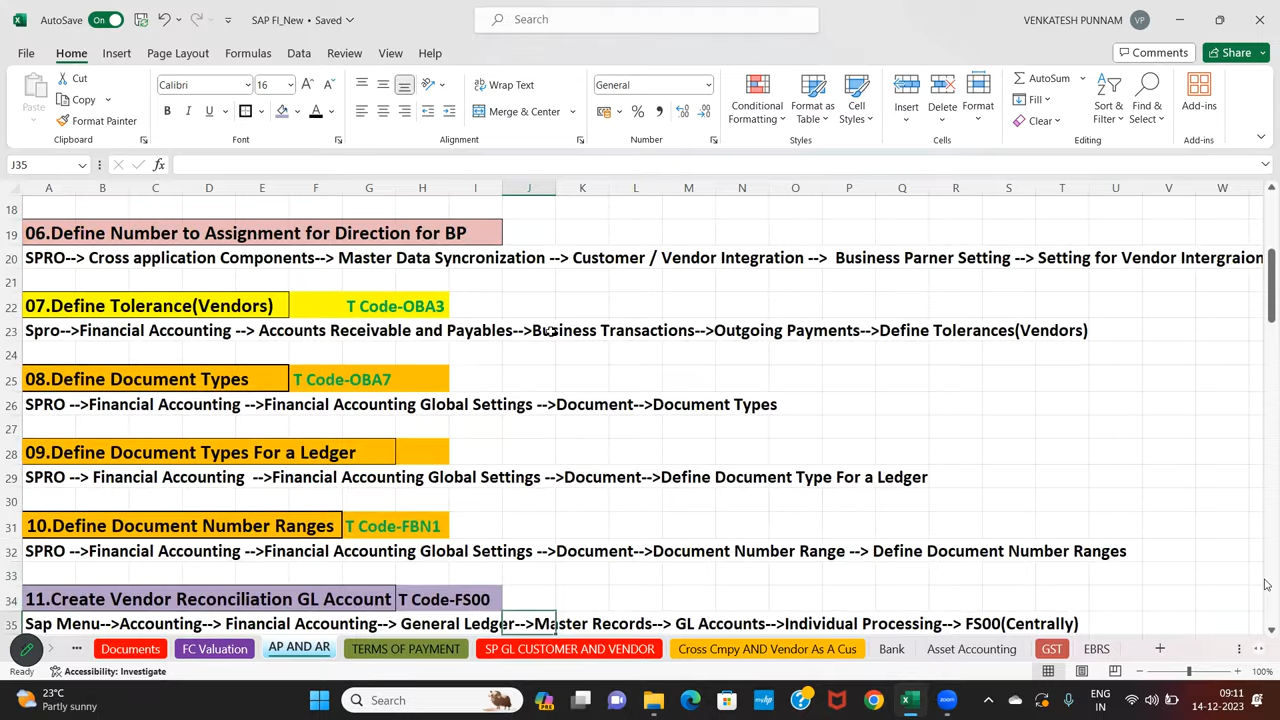 AutoSave On SAP FI_New • Saved Search VENKATESH PUNNAM VP
File Home Insert Page Layout Formulas Data Review View Help Comments Share
Paste Cut Copy Format Painter Calibri 16 B I U Wrap Text Merge & Center General Conditional Formatting Format as Table Cell Styles Insert Delete Format AutoSum Fill Clear Sort & Filter Find & Select Add-ins
Clipboard Font Alignment Number Styles Cells Editing Add-ins
J35 fx
A B C D E F G H I J K L M N O P Q R S T U V W
18
19 06.Define Number to Assignment for Direction for BP
20 SPRO--> Cross application Components--> Master Data Syncronization --> Customer / Vendor Integration --> Business Parner Setting --> Setting for Vendor Intergraion
21
22 07.Define Tolerance(Vendors) T Code-OBA3
23 Spro-->Financial Accounting --> Accounts Receivable and Payables-->Business Transactions-->Outgoing Payments-->Define Tolerances(Vendors)
24
25 08.Define Document Types T Code-OBA7
26 SPRO -->Financial Accounting -->Financial Accounting Global Settings -->Document-->Document Types
27
28 09.Define Document Types For a Ledger
29 SPRO --> Financial Accounting -->Financial Accounting Global Settings -->Document-->Define Document Type For a Ledger
30
31 10.Define Document Number Ranges T Code-FBN1
32 SPRO -->Financial Accounting -->Financial Accounting Global Settings -->Document-->Document Number Range --> Define Document Number Ranges
33
34 11.Create Vendor Reconciliation GL Account T Code-FS00
35 Sap Menu-->Accounting--> Financial Accounting--> General Ledger-->Master Records--> GL Accounts-->Individual Processing--> FS00(Centrally)
Documents FC Valuation AP AND AR TERMS OF PAYMENT SP GL CUSTOMER AND VENDOR Cross Cmpy AND Vendor As A Cus Bank Asset Accounting GST EBRS
Ready Accessibility: Investigate 100%
23°C Partly sunny Search ENG IN 09:11 14-12-2023